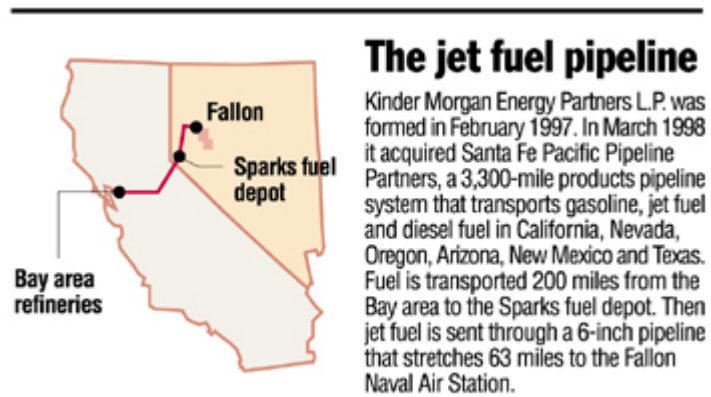 The jet fuel pipeline
Kinder Morgan Energy Partners L.P. was
formed in February 1997. In March 1998
it acquired Santa Fe Pacific Pipeline
Partners, a 3,300-mile products pipeline
system that transports gasoline, jet fuel
and diesel fuel in California, Nevada,
Oregon, Arizona, New Mexico and Texas.
Fuel is transported 200 miles from the
Bay area to the Sparks fuel depot. Then
jet fuel is sent through a 6-inch pipeline
that stretches 63 miles to the Fallon
Naval Air Station.
Fallon
Sparks fuel
depot
Bay area
refineries